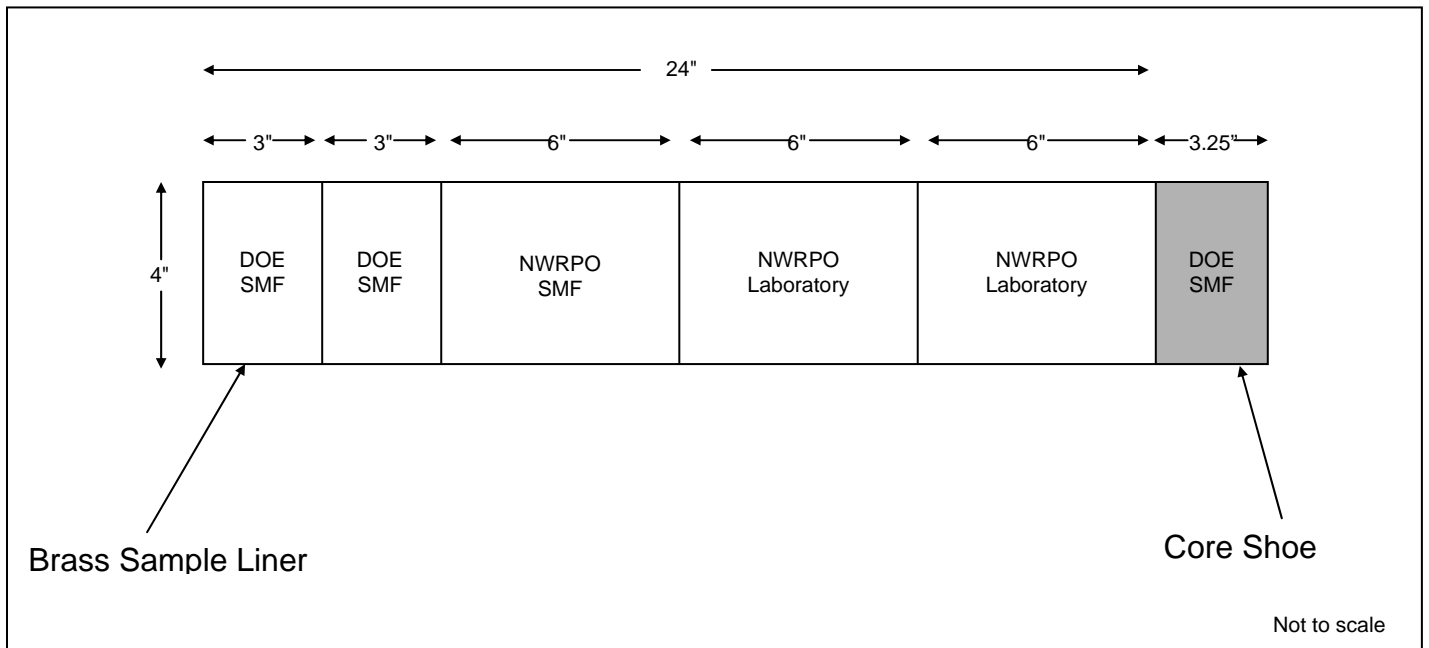 24"
3"
3"
6"
6"
6"
3.25”
4"
DOE
SMF
DOE
SMF
NWRPO
SMF
NWRPO
Laboratory
NWRPO
Laboratory
DOE
SMF
Brass Sample Liner
Core Shoe
Not to scale